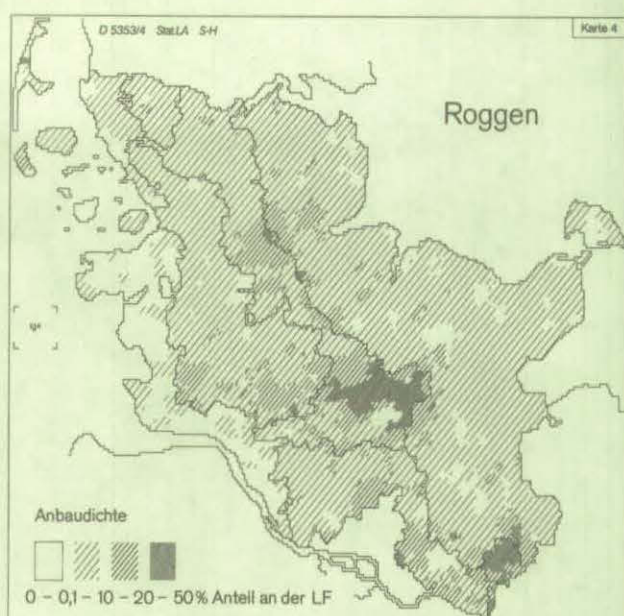 D 5353/4 Stat.LA S-H
Karte 4
Roggen
Anbaudichte
0 – 0,1 – 10 – 20 – 50% Anteil an der LF